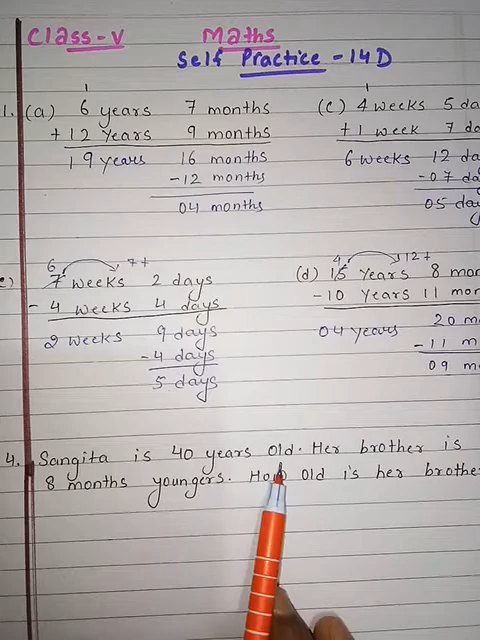 Class-V Maths
Self Practice - 14D
1. (a) 6 years 7 months
+ 12 Years 9 months
19 years 16 months
-12 months
04 months
(c) 4 weeks 5 da
+ 1 week 7 da
6 weeks 12 da
- 07 da
05 day
6 7+
7 weeks 2 days
- 4 weeks 4 days
2 weeks 9 days
- 4 days
5 days
4 12+
(d) 15 Years 8 mon
- 10 Years 11 mon
04 years 20 m
- 11 m
09 m
4. Sangita is 40 years old. Her brother is
8 months youngers. How old is her brothe